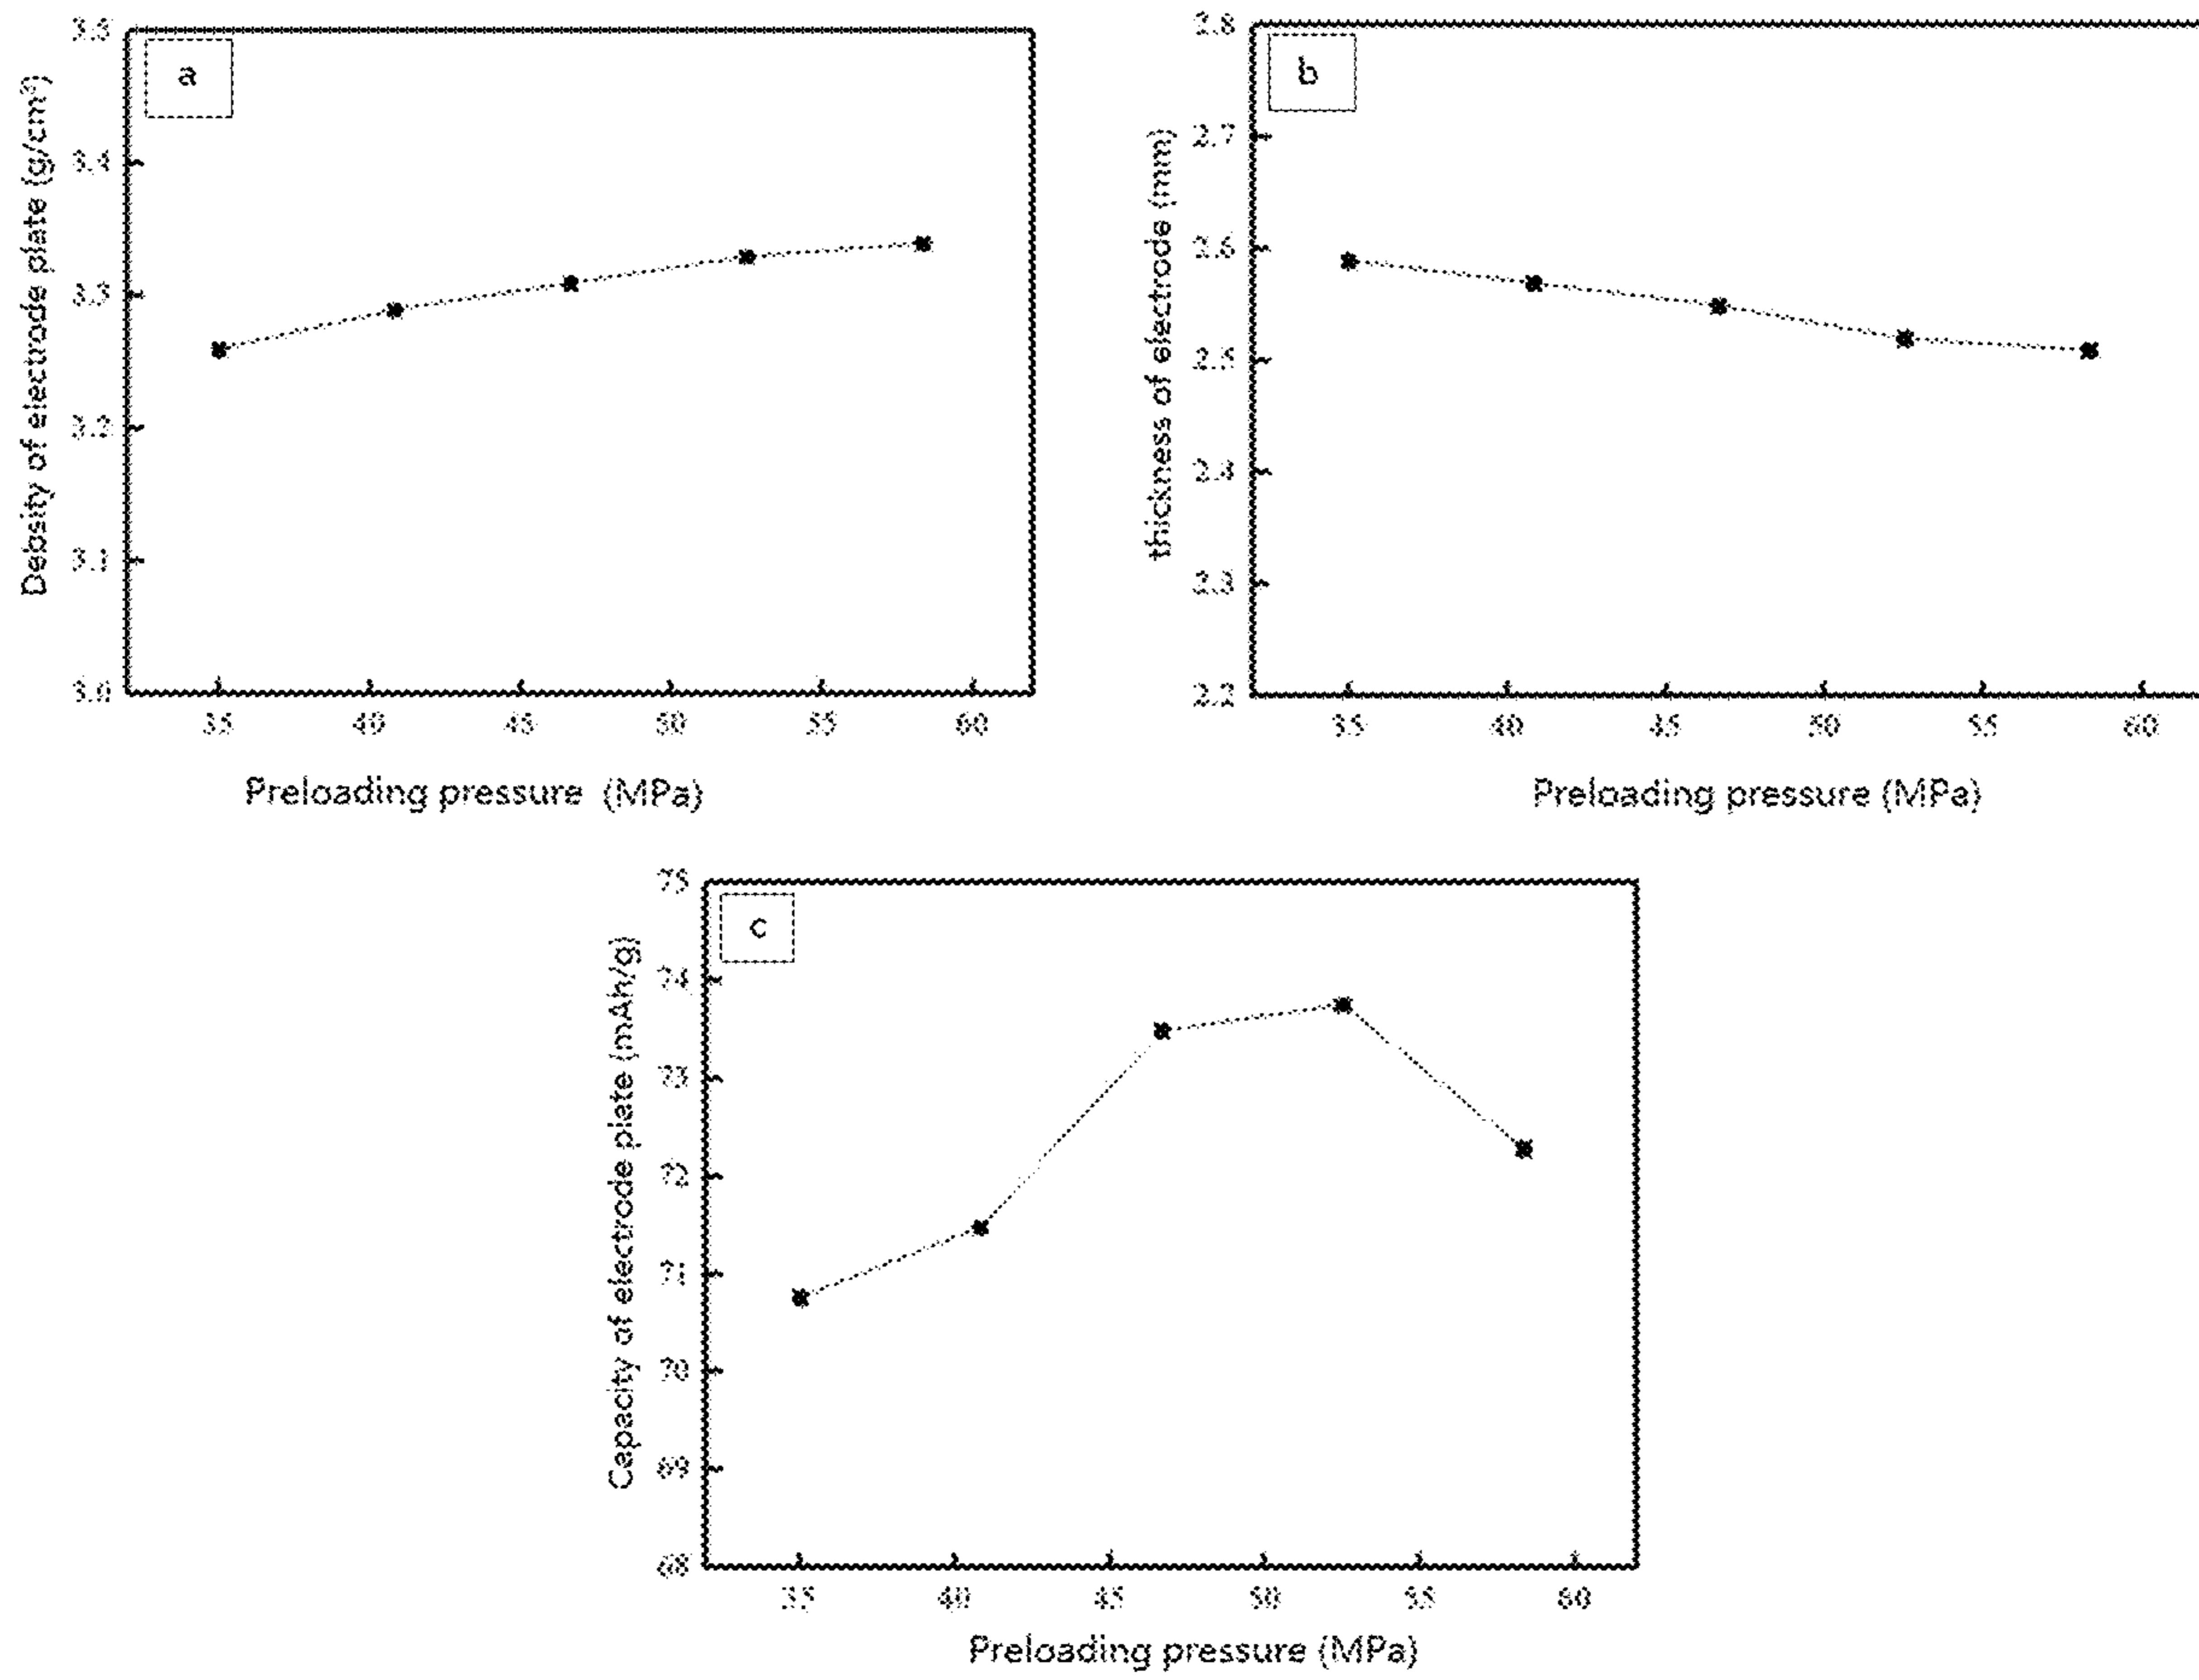 a
Debsity of electrode plate (g/cm³)
3.5
3.4
3.3
3.2
3.1
3.0
35 40 45 50 55 60
Preloading pressure (MPa)
b
thickness of electrode (mm)
2.8
2.7
2.6
2.5
2.4
2.3
2.2
35 40 45 50 55 60
Preloading pressure (MPa)
c
Capacity of electrode plate (mAh/g)
75
74
73
72
71
70
69
68
35 40 45 50 55 60
Preloading pressure (MPa)